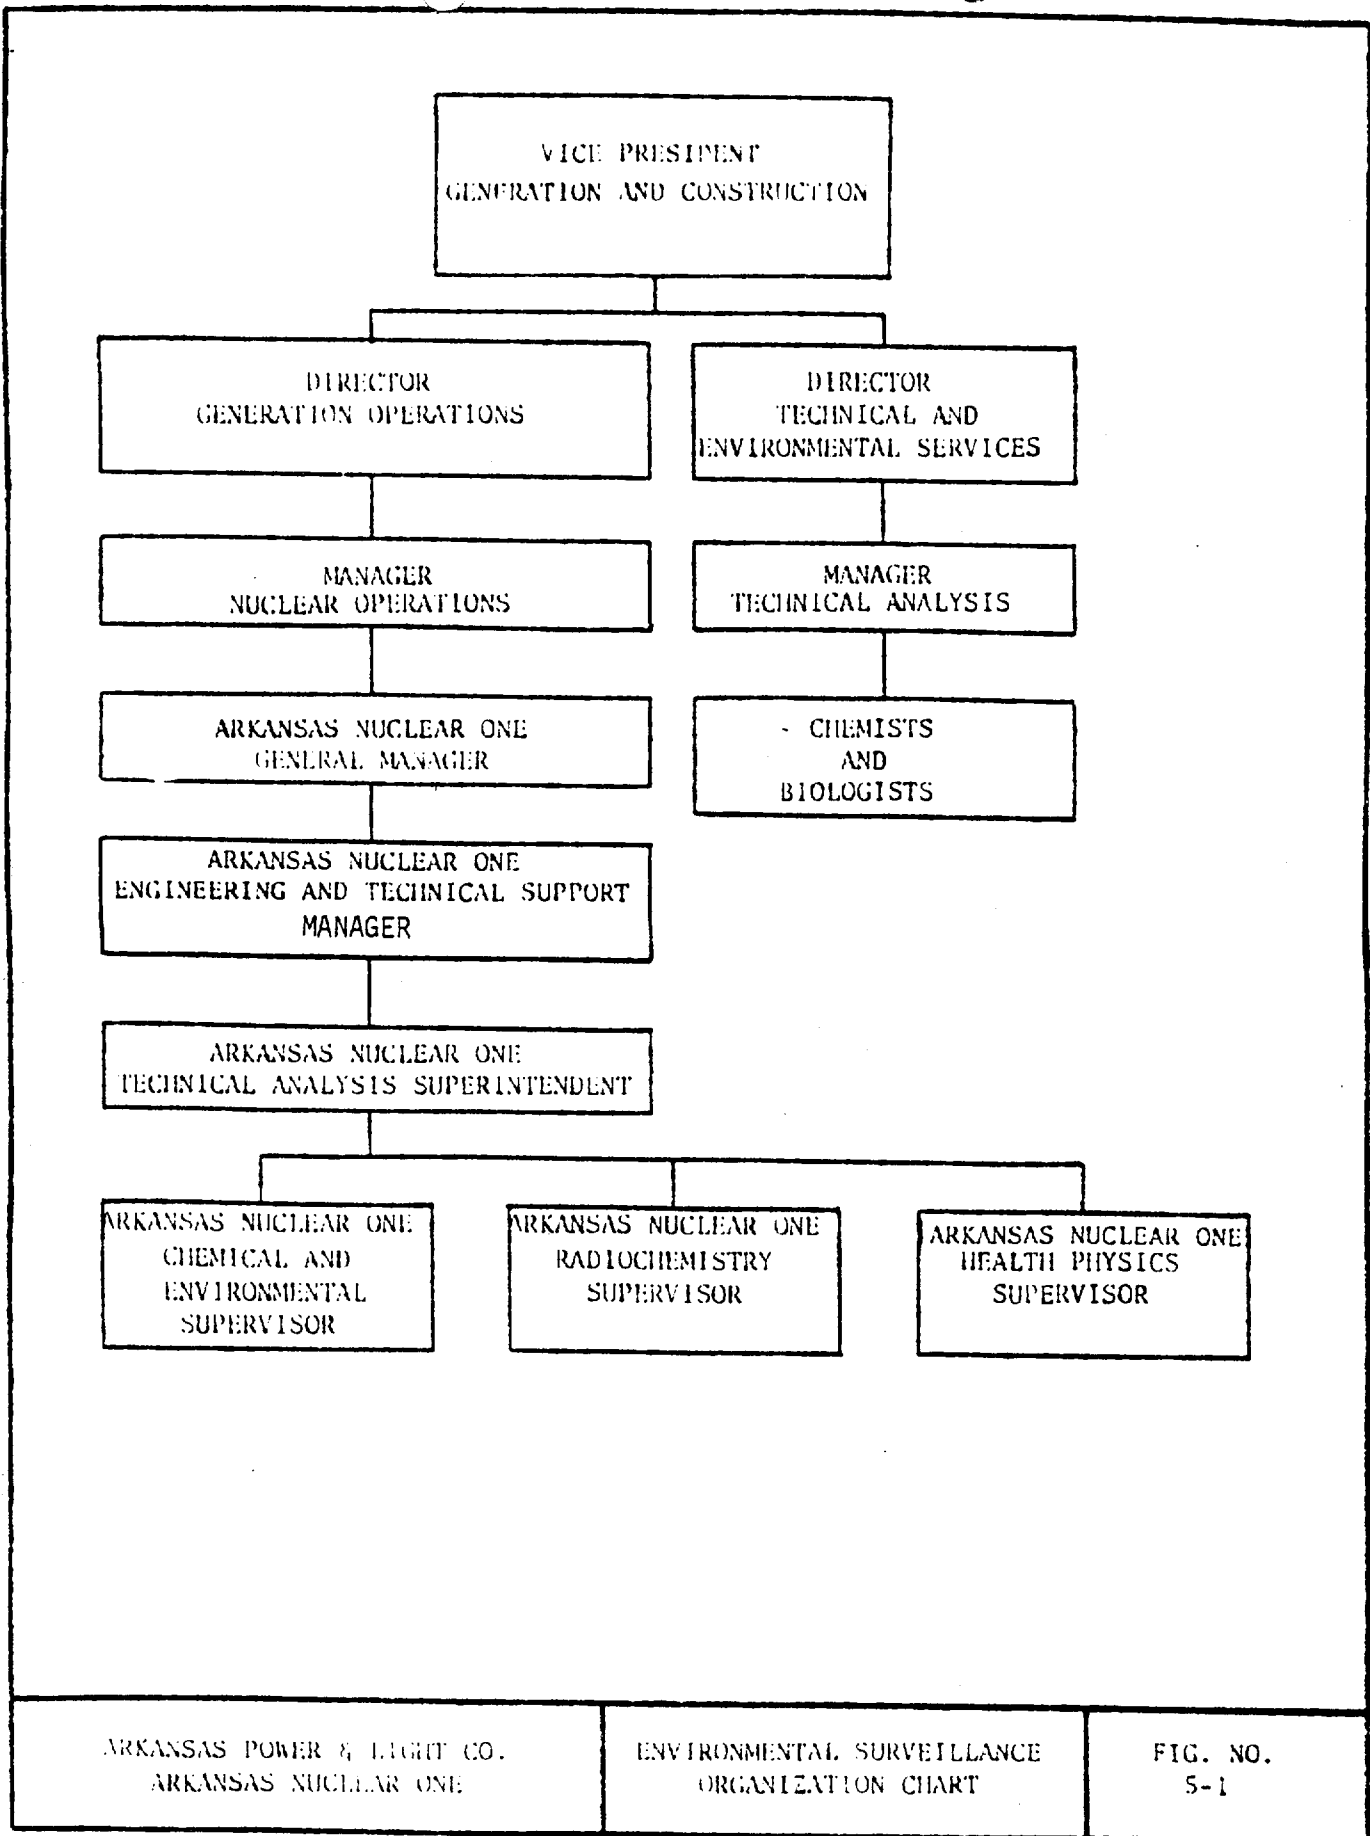 VICE PRESIDENT
GENERATION AND CONSTRUCTION
DIRECTOR
GENERATION OPERATIONS
DIRECTOR
TECHNICAL AND
ENVIRONMENTAL SERVICES
MANAGER
NUCLEAR OPERATIONS
MANAGER
TECHNICAL ANALYSIS
ARKANSAS NUCLEAR ONE
GENERAL MANAGER
- CHEMISTS
AND
BIOLOGISTS
ARKANSAS NUCLEAR ONE
ENGINEERING AND TECHNICAL SUPPORT
MANAGER
ARKANSAS NUCLEAR ONE
TECHNICAL ANALYSIS SUPERINTENDENT
ARKANSAS NUCLEAR ONE
CHEMICAL AND
ENVIRONMENTAL
SUPERVISOR
ARKANSAS NUCLEAR ONE
RADIOCHEMISTRY
SUPERVISOR
ARKANSAS NUCLEAR ONE
HEALTH PHYSICS
SUPERVISOR
ARKANSAS POWER & LIGHT CO.
ARKANSAS NUCLEAR ONE
ENVIRONMENTAL SURVEILLANCE
ORGANIZATION CHART
FIG. NO.
5-1